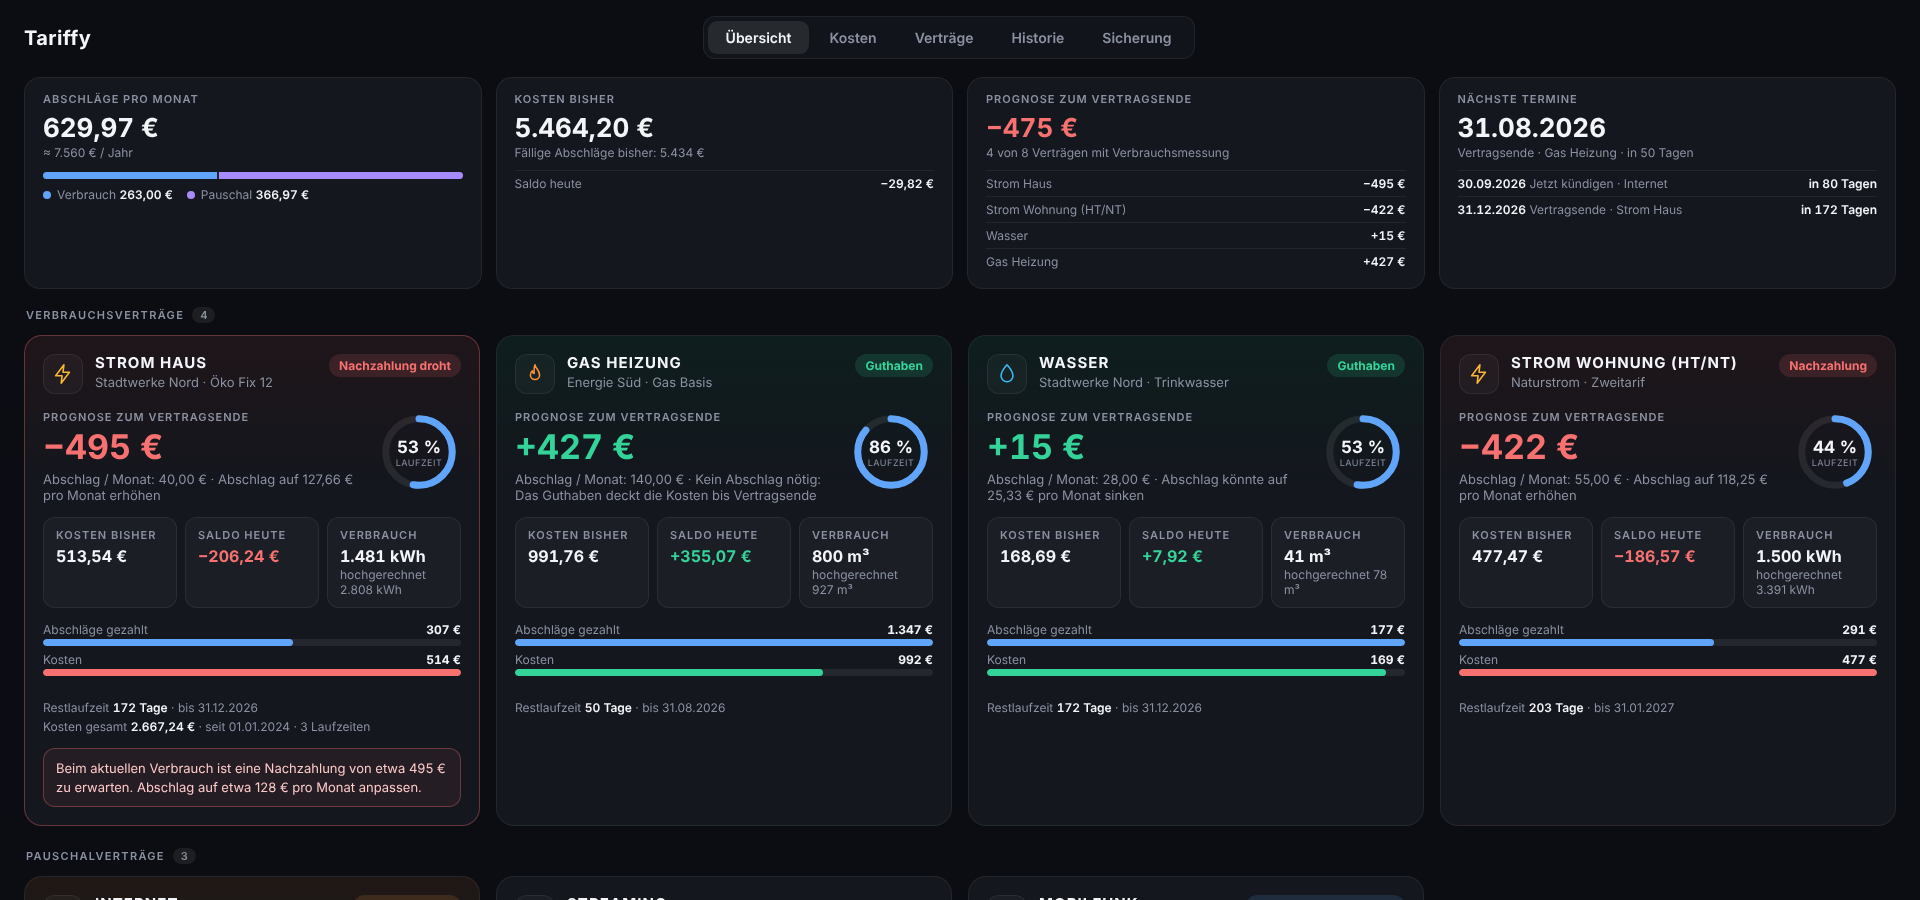 Tariffy
Übersicht
Kosten
Verträge
Historie
Sicherung
ABSCHLÄGE PRO MONAT
629,97 €
≈ 7.560 € / Jahr
Verbrauch 263,00 € Pauschal 366,97 €
KOSTEN BISHER
5.464,20 €
Fällige Abschläge bisher: 5.434 €
Saldo heute −29,82 €
PROGNOSE ZUM VERTRAGSENDE
−475 €
4 von 8 Verträgen mit Verbrauchsmessung
Strom Haus −495 €
Strom Wohnung (HT/NT) −422 €
Wasser +15 €
Gas Heizung +427 €
NÄCHSTE TERMINE
31.08.2026
Vertragsende · Gas Heizung · in 50 Tagen
30.09.2026 Jetzt kündigen · Internet in 80 Tagen
31.12.2026 Vertragsende · Strom Haus in 172 Tagen
VERBRAUCHSVERTRÄGE 4
STROM HAUS
Stadtwerke Nord · Öko Fix 12
Nachzahlung droht
PROGNOSE ZUM VERTRAGSENDE
−495 €
Abschlag / Monat: 40,00 € · Abschlag auf 127,66 €
pro Monat erhöhen
53 %
LAUFZEIT
KOSTEN BISHER
513,54 €
SALDO HEUTE
−206,24 €
VERBRAUCH
1.481 kWh
hochgerechnet
2.808 kWh
Abschläge gezahlt 307 €
Kosten 514 €
Restlaufzeit 172 Tage · bis 31.12.2026
Kosten gesamt 2.667,24 € · seit 01.01.2024 · 3 Laufzeiten
Beim aktuellen Verbrauch ist eine Nachzahlung von etwa 495 €
zu erwarten. Abschlag auf etwa 128 € pro Monat anpassen.
GAS HEIZUNG
Energie Süd · Gas Basis
Guthaben
PROGNOSE ZUM VERTRAGSENDE
+427 €
Abschlag / Monat: 140,00 € · Kein Abschlag nötig:
Das Guthaben deckt die Kosten bis Vertragsende
86 %
LAUFZEIT
KOSTEN BISHER
991,76 €
SALDO HEUTE
+355,07 €
VERBRAUCH
800 m³
hochgerechnet
927 m³
Abschläge gezahlt 1.347 €
Kosten 992 €
Restlaufzeit 50 Tage · bis 31.08.2026
WASSER
Stadtwerke Nord · Trinkwasser
Guthaben
PROGNOSE ZUM VERTRAGSENDE
+15 €
Abschlag / Monat: 28,00 € · Abschlag könnte auf
25,33 € pro Monat sinken
53 %
LAUFZEIT
KOSTEN BISHER
168,69 €
SALDO HEUTE
+7,92 €
VERBRAUCH
41 m³
hochgerechnet 78
m³
Abschläge gezahlt 177 €
Kosten 169 €
Restlaufzeit 172 Tage · bis 31.12.2026
STROM WOHNUNG (HT/NT)
Naturstrom · Zweitarif
Nachzahlung
PROGNOSE ZUM VERTRAGSENDE
−422 €
Abschlag / Monat: 55,00 € · Abschlag auf 118,25 €
pro Monat erhöhen
44 %
LAUFZEIT
KOSTEN BISHER
477,47 €
SALDO HEUTE
−186,57 €
VERBRAUCH
1.500 kWh
hochgerechnet
3.391 kWh
Abschläge gezahlt 291 €
Kosten 477 €
Restlaufzeit 203 Tage · bis 31.01.2027
PAUSCHALVERTRÄGE 3